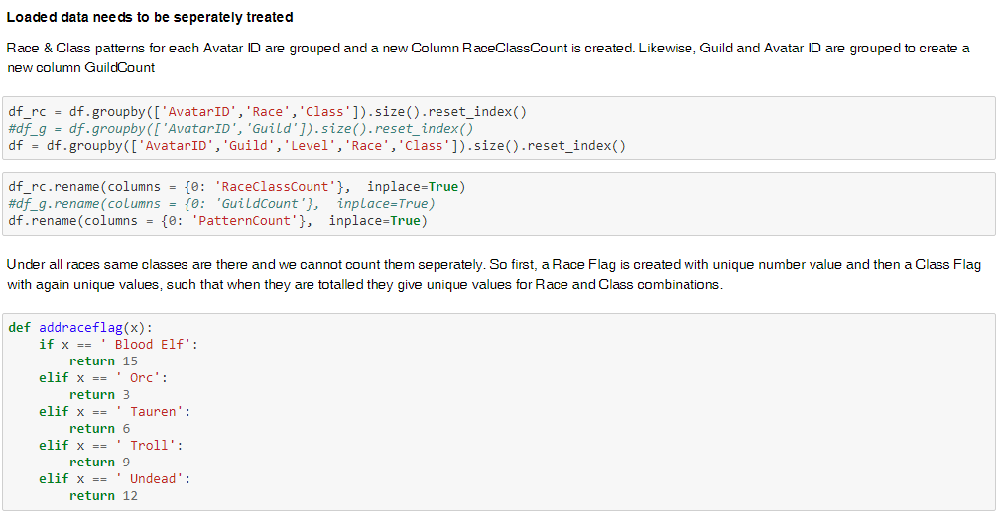 Loaded data needs to be seperately treated
Race & Class patterns for each Avatar ID are grouped and a new Column RaceClassCount is created. Likewise, Guild and Avatar ID are grouped to create a
new column GuildCount
df_rc = df.groupby(['AvatarID','Race','Class']).size().reset_index()
#df_g = df.groupby(['AvatarID','Guild']).size().reset_index()
df = df.groupby(['AvatarID','Guild','Level','Race','Class']).size().reset_index()
df_rc.rename(columns = {0: 'RaceClassCount'},  inplace=True)
#df_g.rename(columns = {0: 'GuildCount'},  inplace=True)
df.rename(columns = {0: 'PatternCount'},  inplace=True)
Under all races same classes are there and we cannot count them seperately. So first, a Race Flag is created with unique number value and then a Class Flag
with again unique values, such that when they are totalled they give unique values for Race and Class combinations.
def addraceflag(x):
    if x == ' Blood Elf':
        return 15
    elif x == ' Orc':
        return 3
    elif x == ' Tauren':
        return 6
    elif x == ' Troll':
        return 9
    elif x == ' Undead':
        return 12